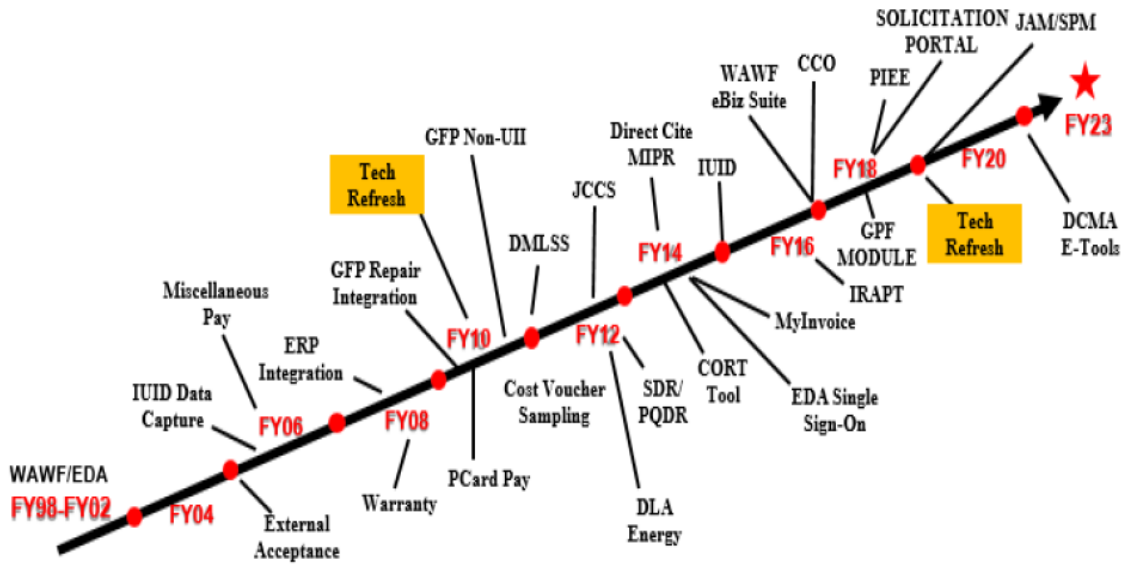 SOLICITATION
PORTAL
JAM/SPM
CCO
WAWF
eBiz Suite
PIEE
FY23
GFP Non-UII
Direct Cite
MIPR
FY18
FY20
Tech
Refresh
IUID
JCCS
DMLSS
FY14
FY16
GPF
MODULE
Tech
Refresh
DCMA
E-Tools
GFP Repair
Integration
IRAPT
Miscellaneous
Pay
FY10
FY12
MyInvoice
ERP
Integration
CORT
Tool
IUID Data
Capture
Cost Voucher
Sampling
SDR/
PQDR
EDA Single
Sign-On
FY06
FY08
WAWF/EDA
FY98-FY02
FY04
Warranty
PCard Pay
External
Acceptance
DLA
Energy